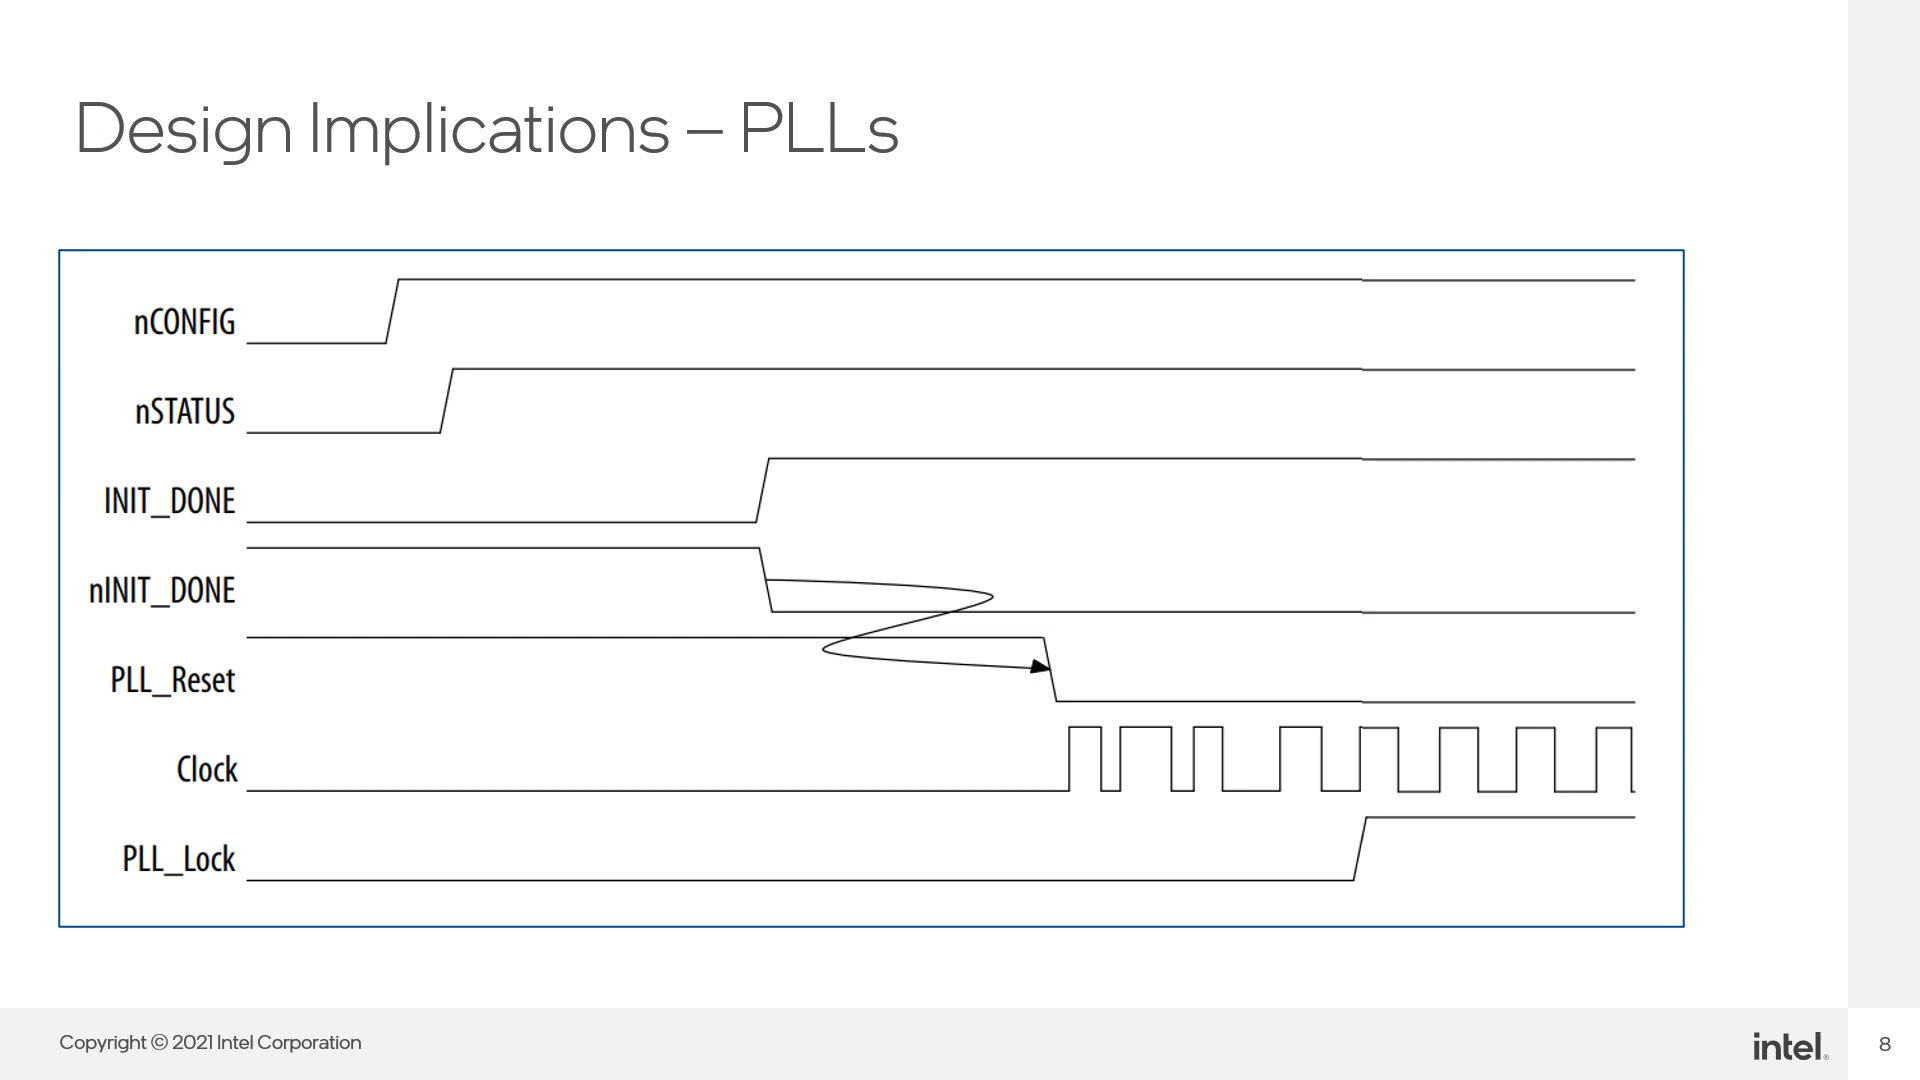 Design Implications – PLLs
nCONFIG
nSTATUS
INIT_DONE
nINIT_DONE
PLL_Reset
Clock
PLL_Lock
Copyright © 2021 Intel Corporation
intel®
8